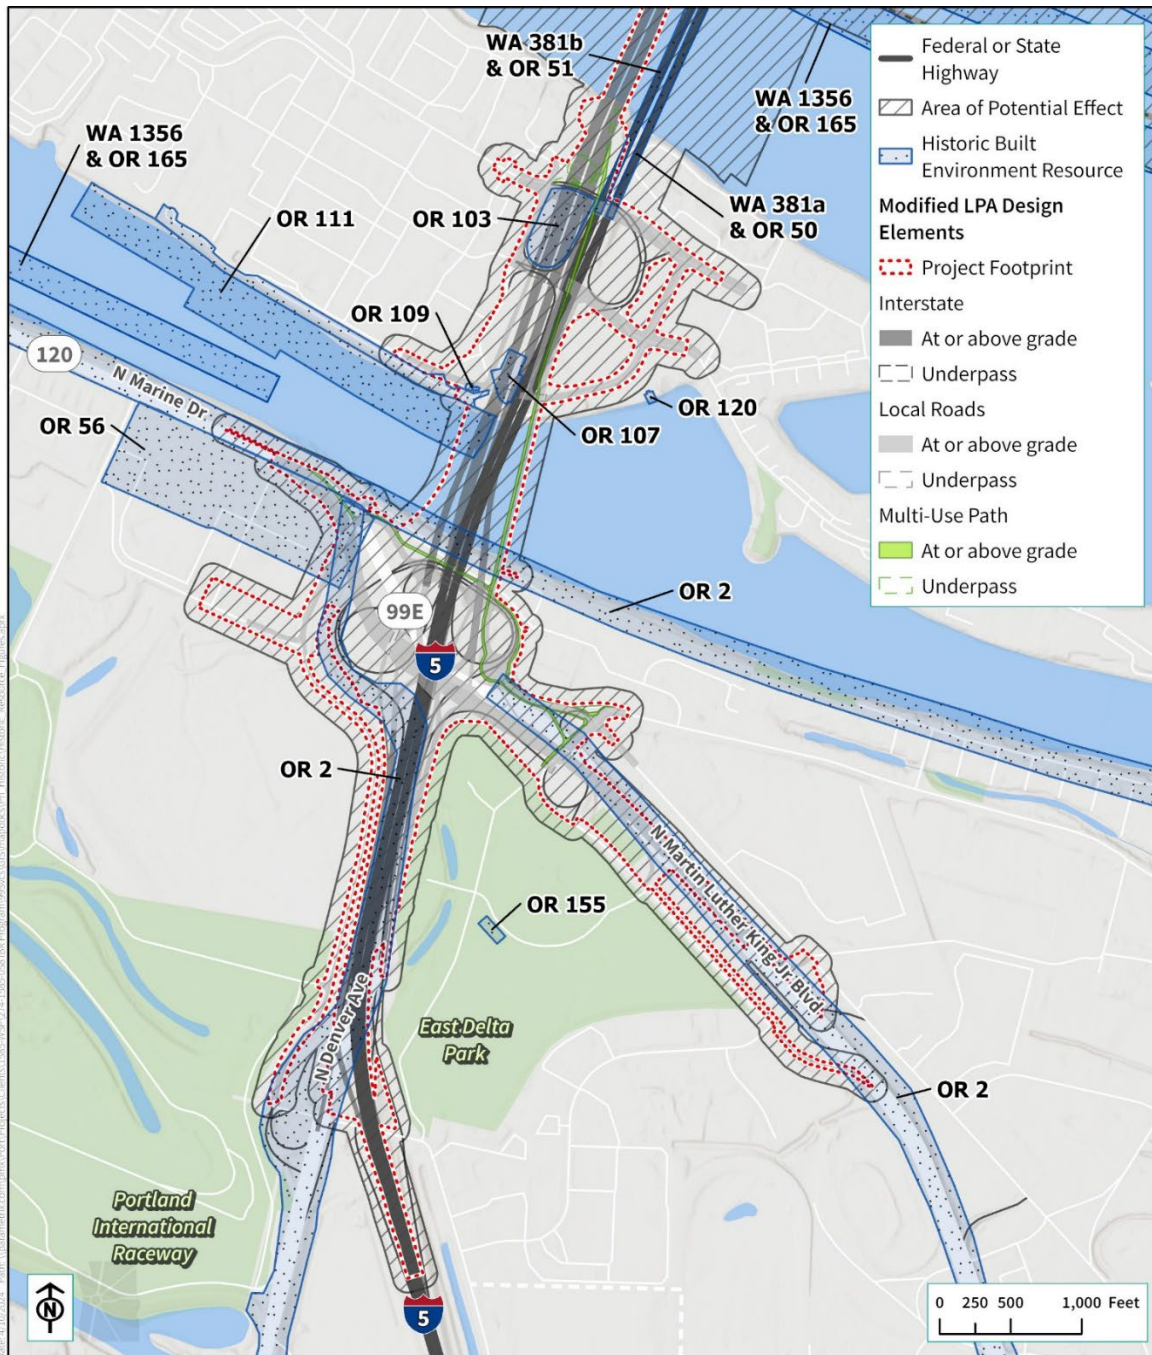 WA 381b
& OR 51
WA 1356
& OR 165
WA 1356
& OR 165
OR 111
OR 103
WA 381a
& OR 50
OR 109
120
N Marine Dr
OR 56
OR 107
OR 120
99E
5
OR 2
OR 2
N Martin Luther King Jr. Blvd
OR 155
N Denver Ave
East Delta
Park
OR 2
Portland
International
Raceway
5
N
Federal or State
Highway
Area of Potential Effect
Historic Built
Environment Resource
Modified LPA Design
Elements
Project Footprint
Interstate
At or above grade
Underpass
Local Roads
At or above grade
Underpass
Multi-Use Path
At or above grade
Underpass
0 250 500 1,000 Feet